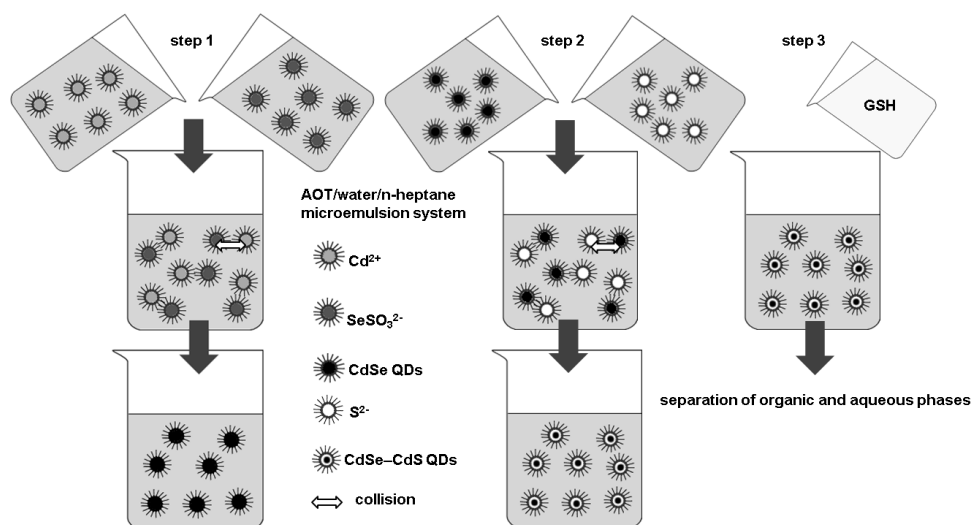 step 1
step 2
step 3
GSH
AOT/water/n-heptane
microemulsion system
Cd²⁺
SeSO₃²⁻
CdSe QDs
S²⁻
CdSe–CdS QDs
collision
separation of organic and aqueous phases